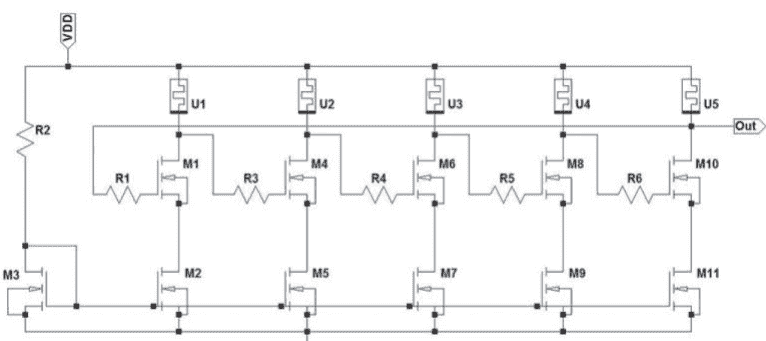 VDD
U1 U2 U3 U4 U5
Out
R2
M1 M4 M6 M8 M10
R1 R3 R4 R5 R6
M3 M2 M5 M7 M9 M11